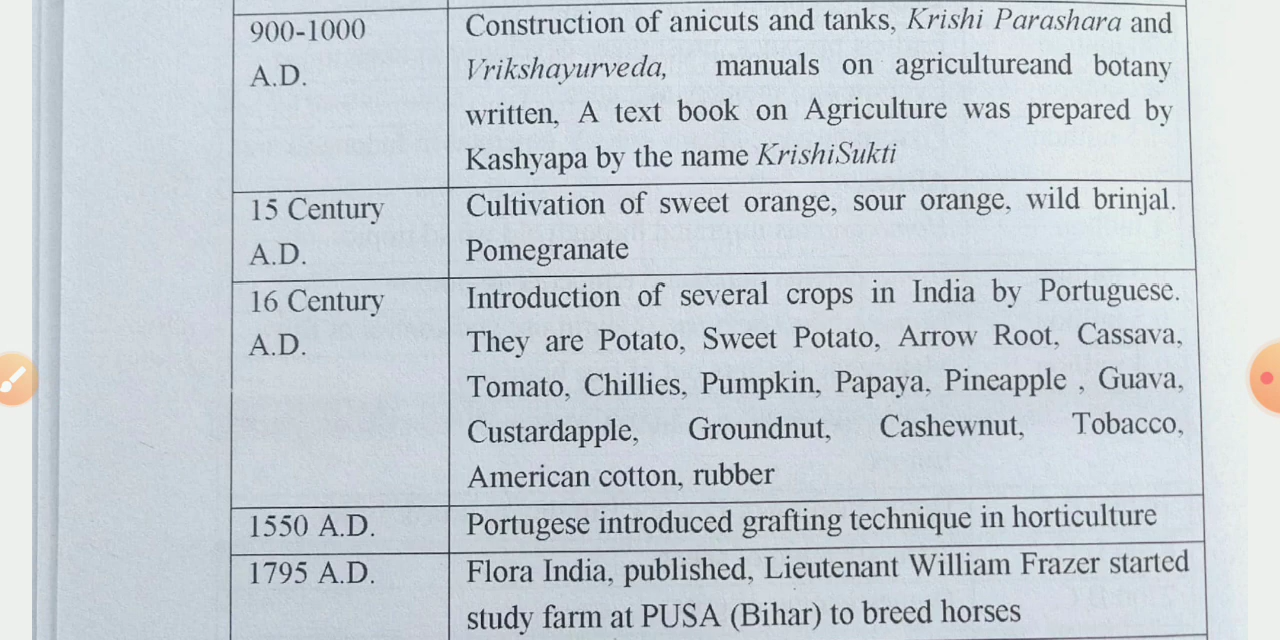 900-1000
A.D.
Construction of anicuts and tanks, Krishi Parashara and
Vrikshayurveda, manuals on agricultureand botany
written, A text book on Agriculture was prepared by
Kashyapa by the name KrishiSukti
15 Century
A.D.
Cultivation of sweet orange, sour orange, wild brinjal.
Pomegranate
16 Century
A.D.
Introduction of several crops in India by Portuguese.
They are Potato, Sweet Potato, Arrow Root, Cassava,
Tomato, Chillies, Pumpkin, Papaya, Pineapple , Guava,
Custardapple, Groundnut, Cashewnut, Tobacco,
American cotton, rubber
1550 A.D.
Portugese introduced grafting technique in horticulture
1795 A.D.
Flora India, published, Lieutenant William Frazer started
study farm at PUSA (Bihar) to breed horses